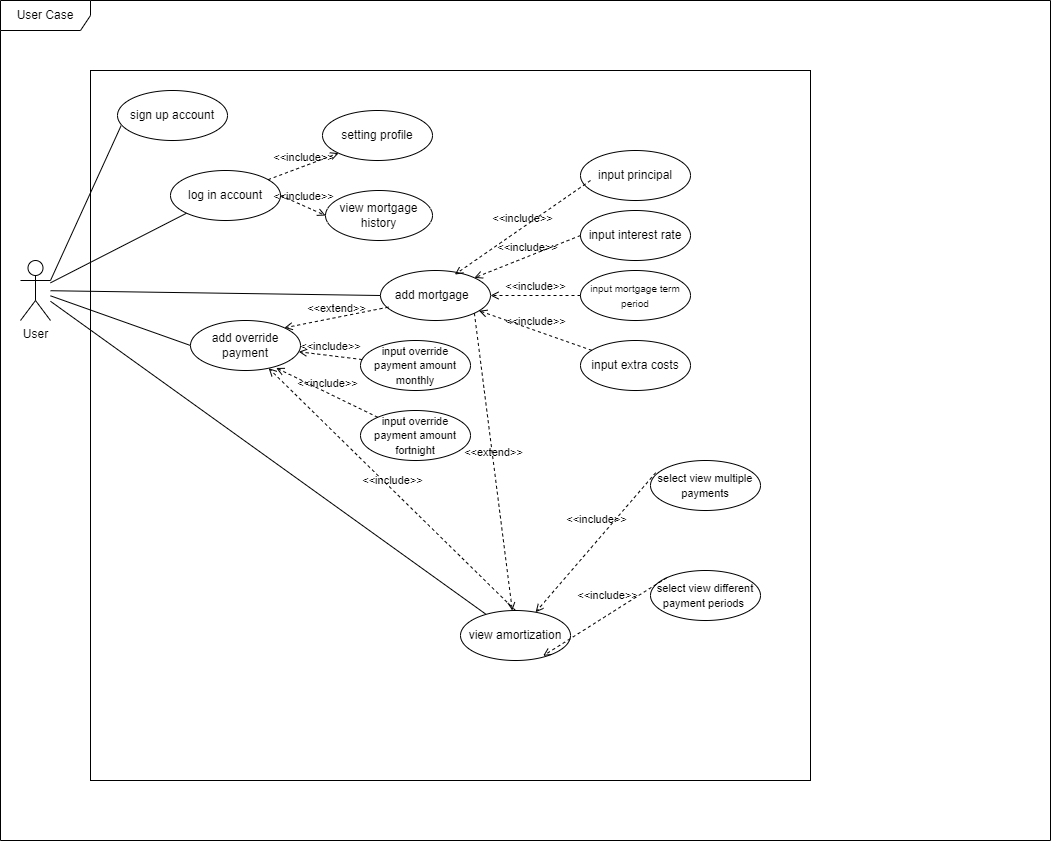 User Case
sign up account
setting profile
<<include>>
input principal
log in account
<<include>>
view mortgage
history
<<include>>
input interest rate
<<include>>
User
add mortgage
<<include>>
input mortgage term
period
<<extend>>
<<include>>
add override
payment
<<include>>
input override
payment amount
monthly
input extra costs
<<include>>
input override
payment amount
fortnight
<<extend>>
<<include>>
select view multiple
payments
<<include>>
<<include>>
select view different
payment periods
view amortization